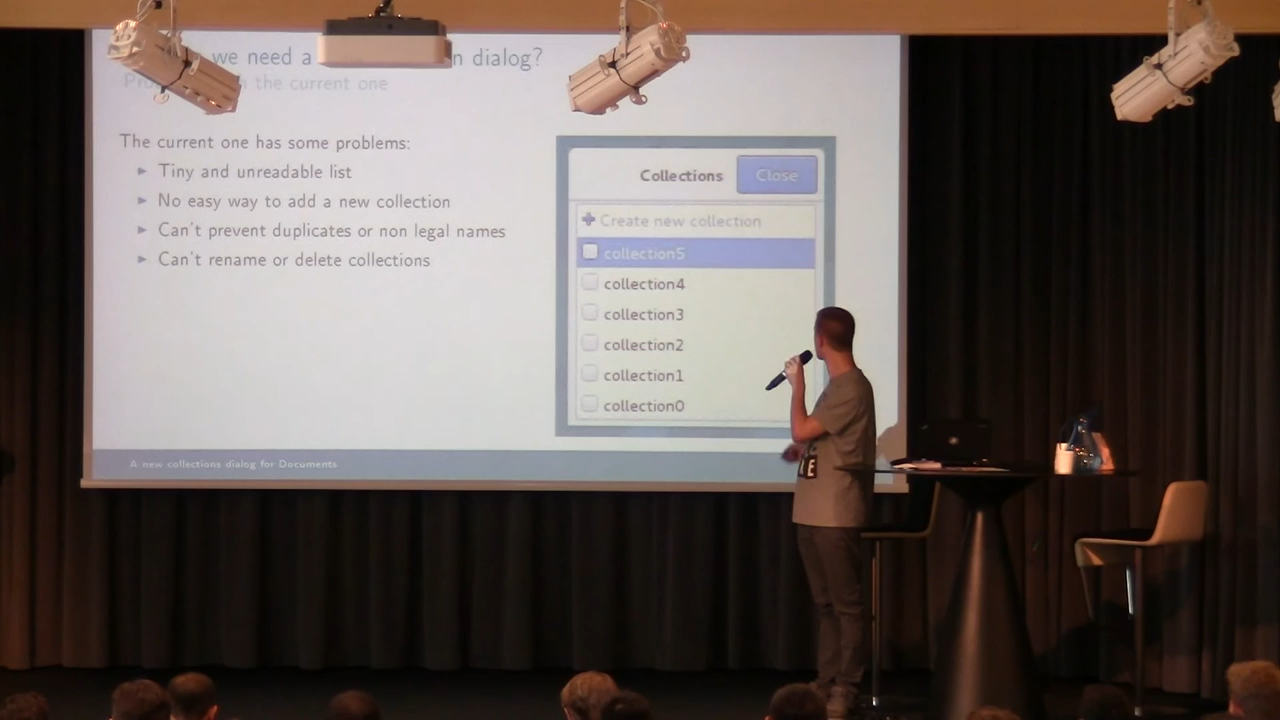 we need a
dialog?
the current one
The current one has some problems:
Tiny and unreadable list
No easy way to add a new collection
Can't prevent duplicates or non legal names
Can't rename or delete collections
Collections
Close
Create new collection
collection5
collection4
collection3
collection2
collection1
collection0
A new collections dialog for Documents